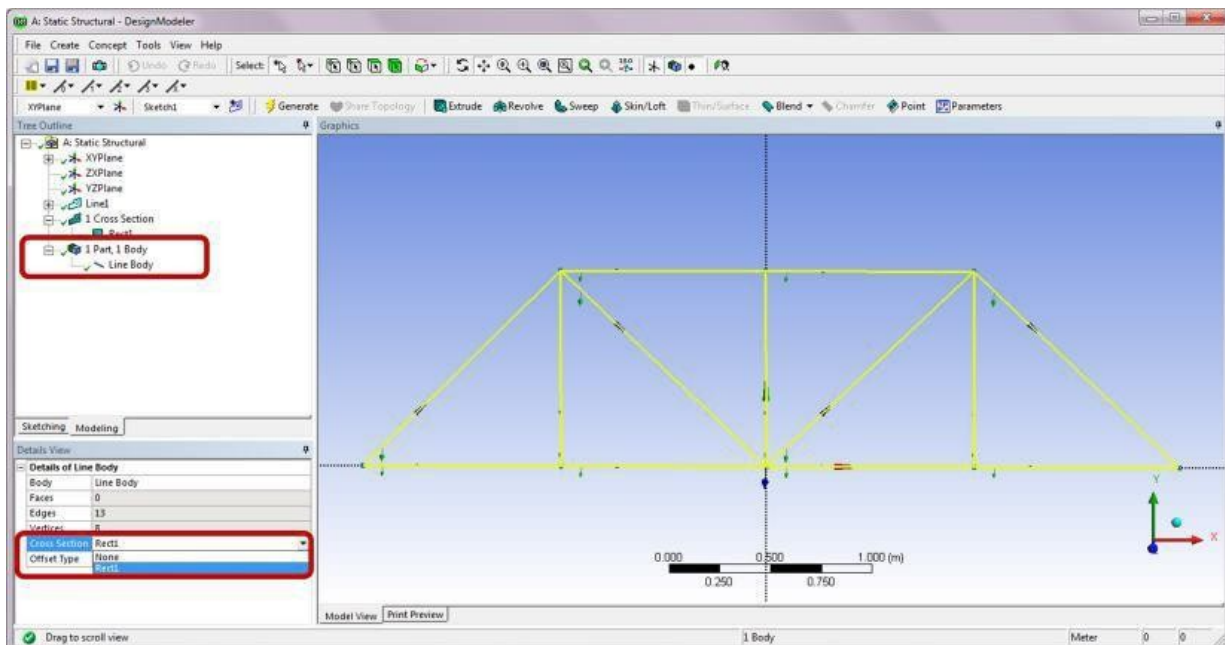 A: Static Structural - DesignModeler
File Create Concept Tools View Help
Undo Redo Select:
XYPlane Sketch1 Generate Share Topology Extrude Revolve Sweep Skin/Loft Thin/Surface Blend Chamfer Point Parameters
Tree Outline
Graphics
A: Static Structural
XYPlane
ZXPlane
YZPlane
Line1
1 Cross Section
Rect1
1 Part, 1 Body
Line Body
Sketching Modeling
Details View
Details of Line Body
Body Line Body
Faces 0
Edges 13
Vertices 8
Cross Section Rect1
Offset Type None
Rect1
Y
X
0.000 0.500 1.000 (m)
0.250 0.750
Model View Print Preview
Drag to scroll view 1 Body Meter 0 0